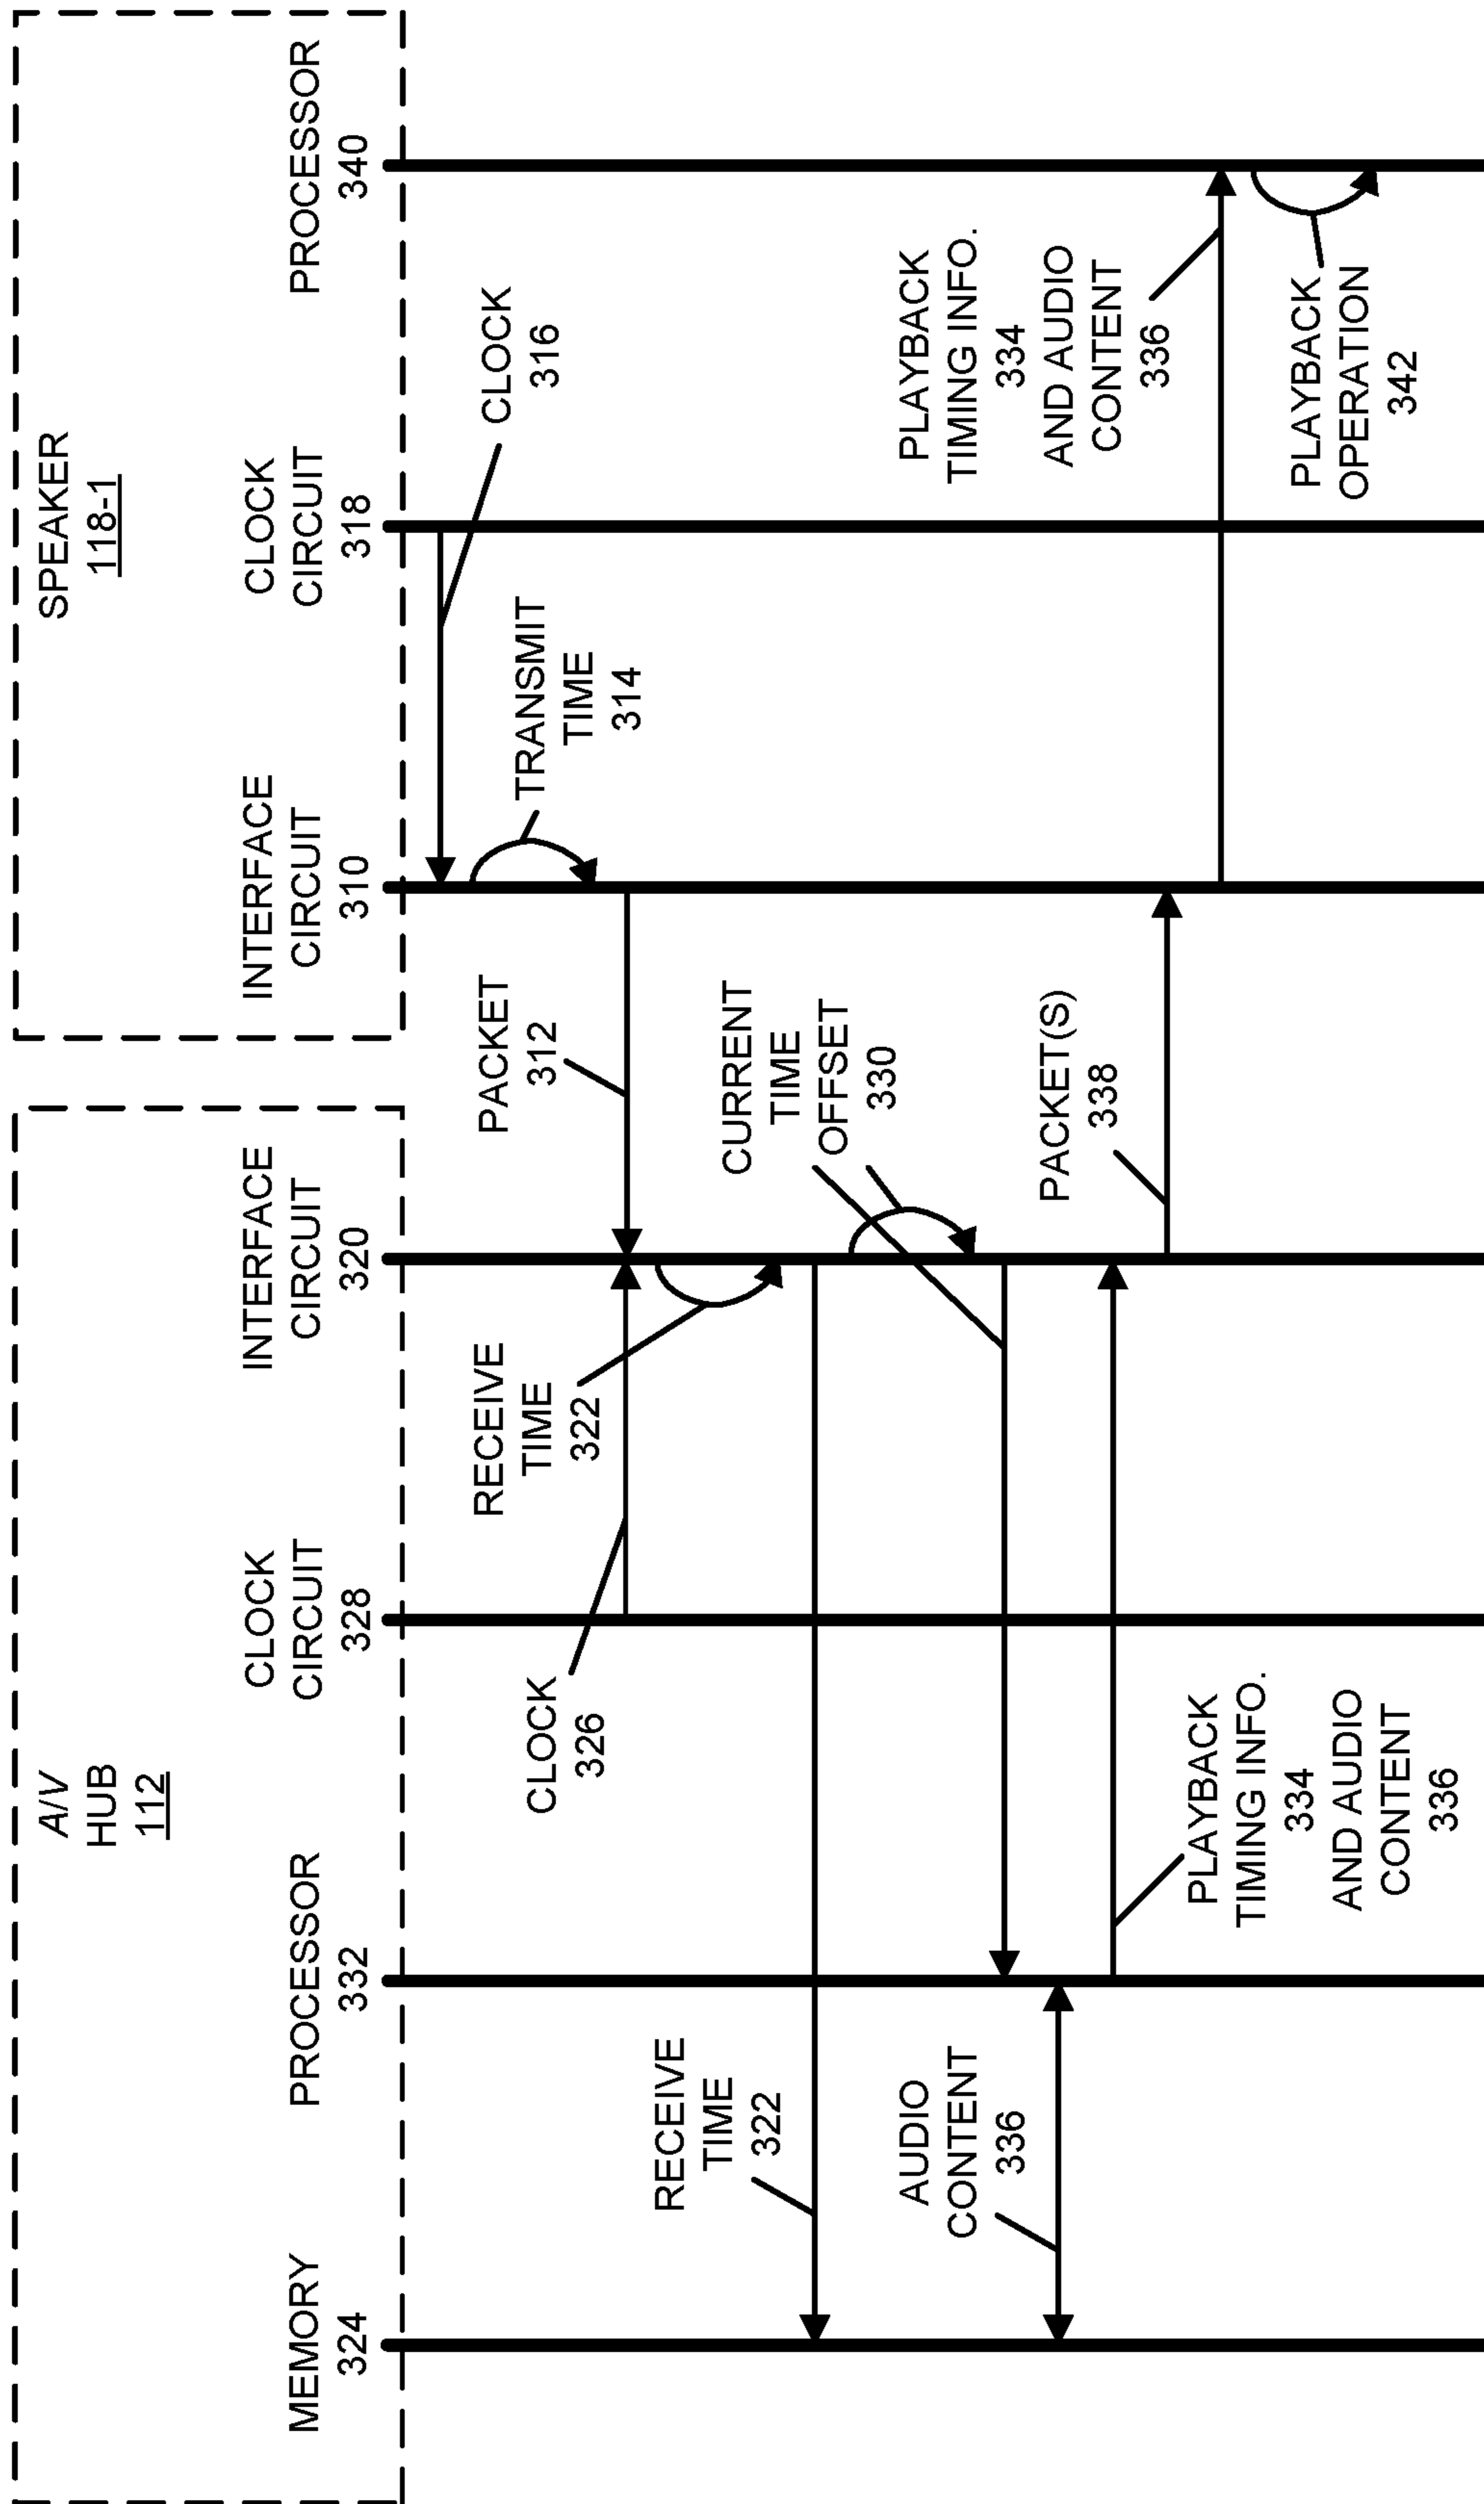 A/V
HUB
112
SPEAKER
118-1
MEMORY
324
PROCESSOR
332
CLOCK
CIRCUIT
328
INTERFACE
CIRCUIT
320
INTERFACE
CIRCUIT
310
CLOCK
CIRCUIT
318
PROCESSOR
340
CLOCK
316
TRANSMIT
TIME
314
PACKET
312
CLOCK
326
RECEIVE
TIME
322
RECEIVE
TIME
322
CURRENT
TIME
OFFSET
330
AUDIO
CONTENT
336
PLAYBACK
TIMING INFO.
334
AND AUDIO
CONTENT
336
PACKET(S)
338
PLAYBACK
TIMING INFO.
334
AND AUDIO
CONTENT
336
PLAYBACK
OPERATION
342